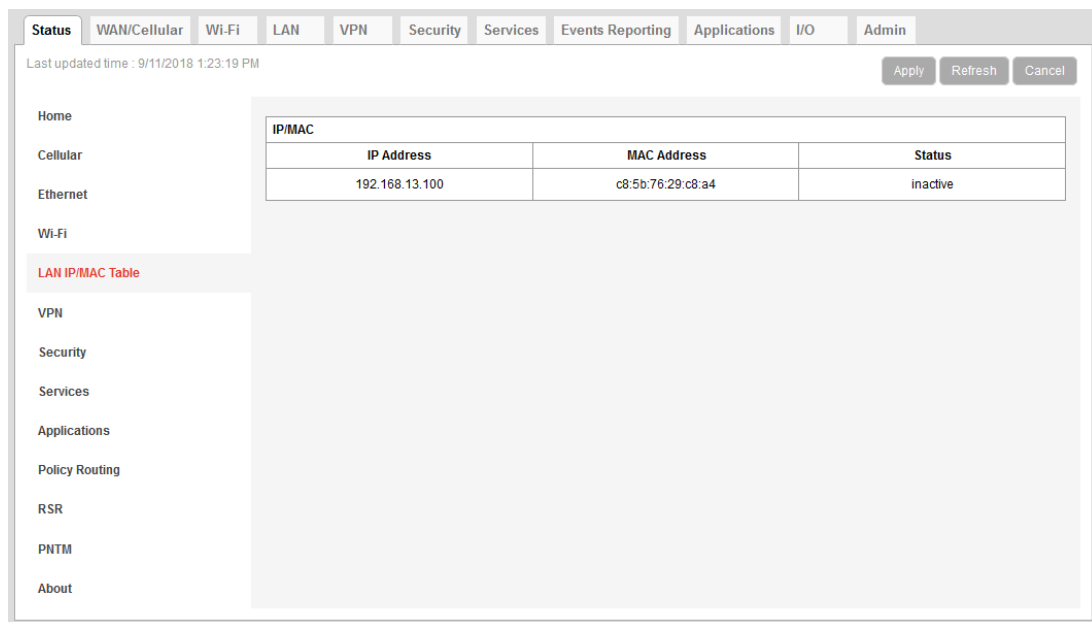 Status WAN/Cellular Wi-Fi LAN VPN Security Services Events Reporting Applications I/O Admin
Last updated time : 9/11/2018 1:23:19 PM
Apply Refresh Cancel
Home
Cellular
Ethernet
Wi-Fi
LAN IP/MAC Table
VPN
Security
Services
Applications
Policy Routing
RSR
PNTM
About
IP/MAC
IP Address MAC Address Status
192.168.13.100 c8:5b:76:29:c8:a4 inactive